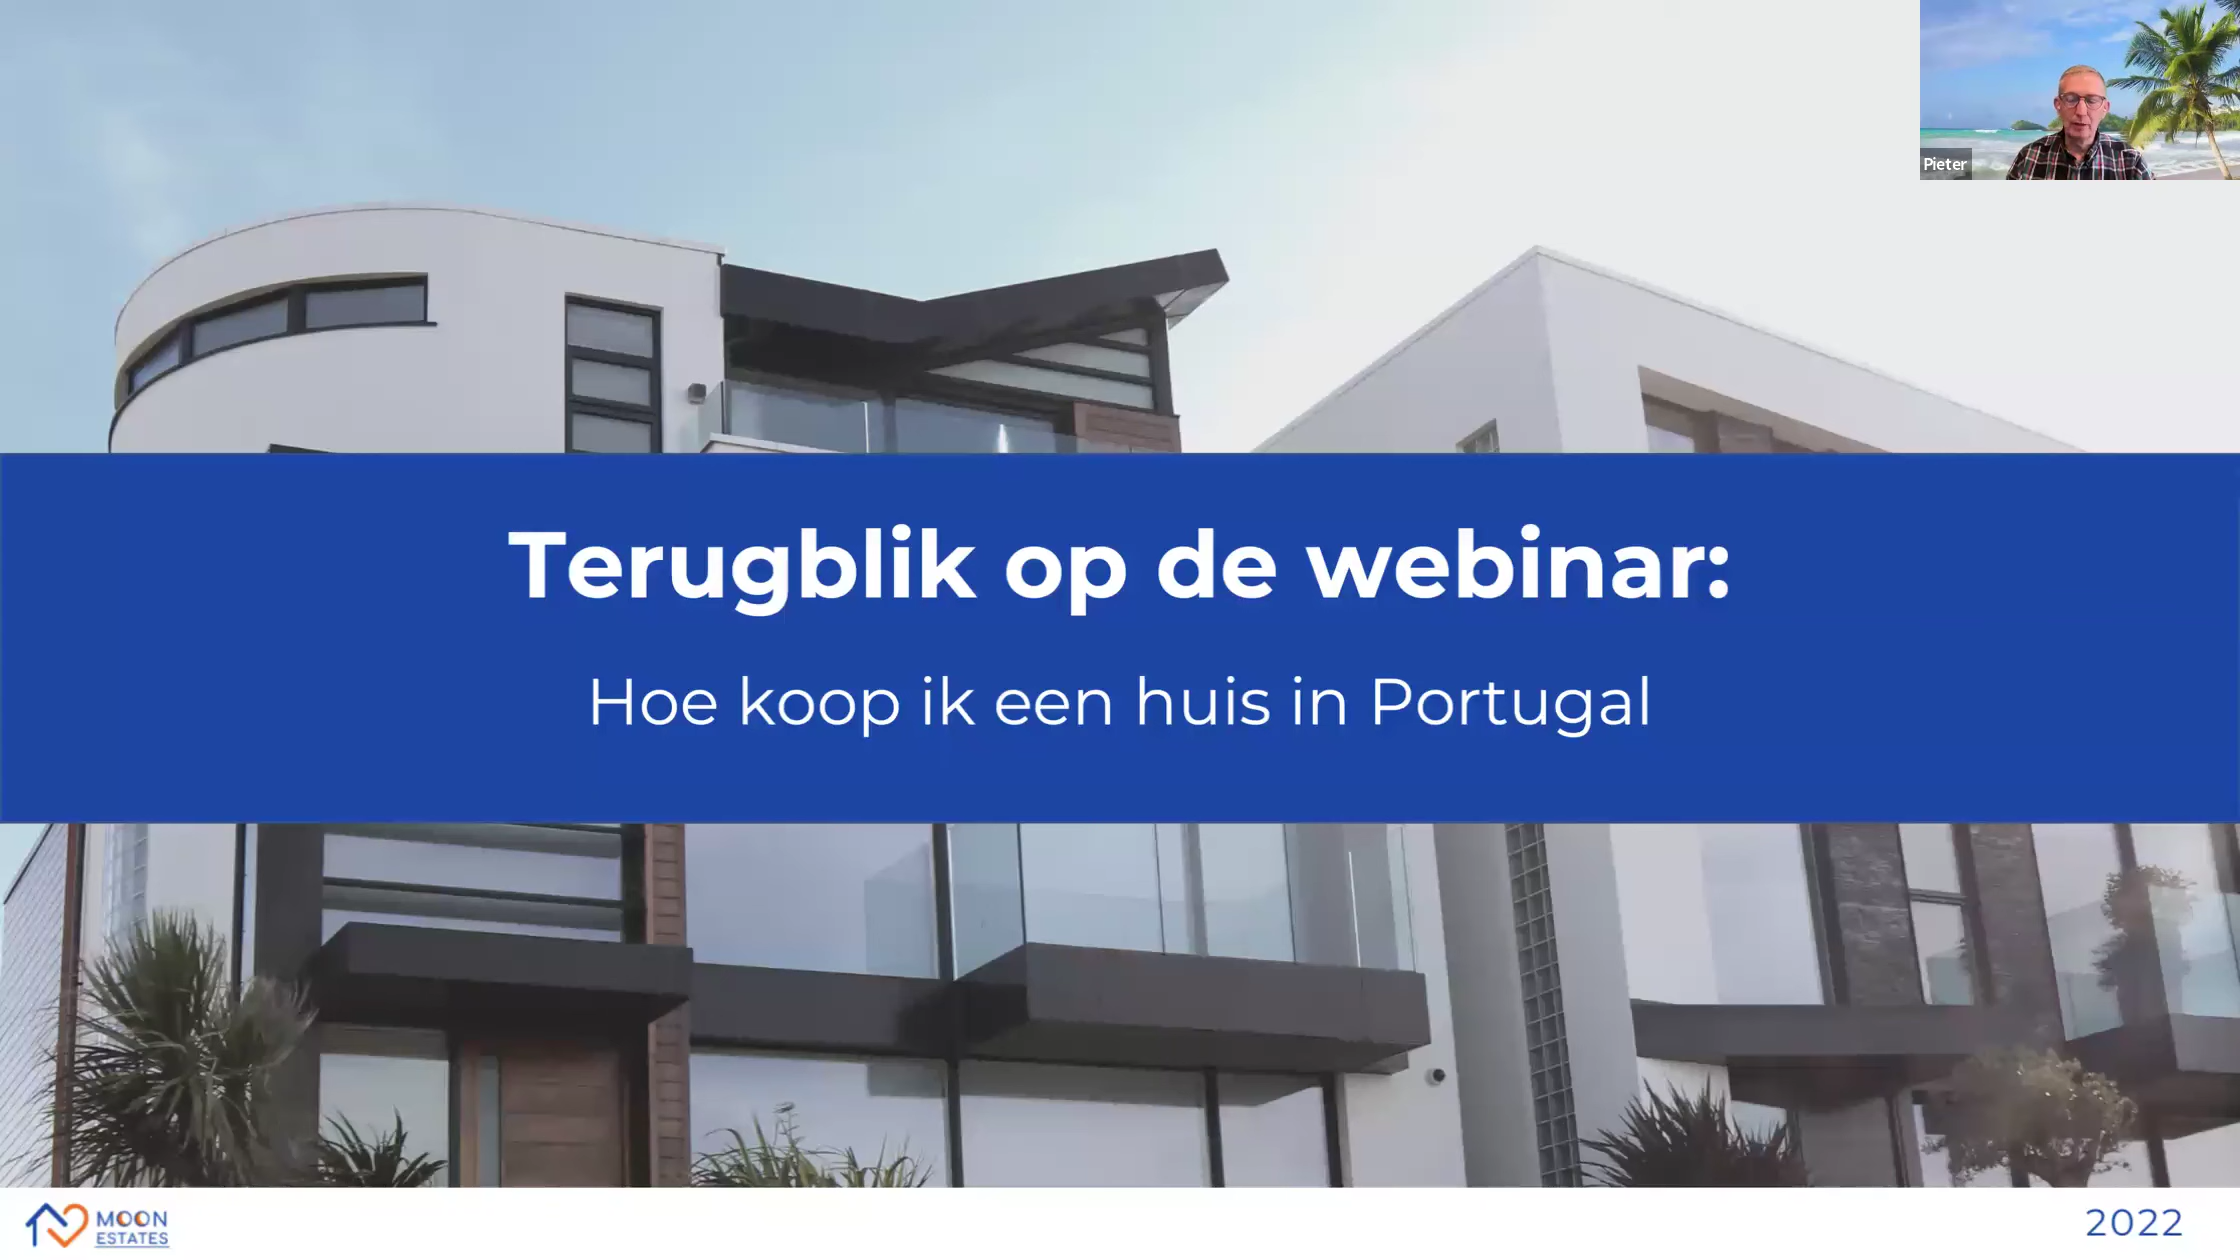 Pieter
Terugblik op de webinar:
Hoe koop ik een huis in Portugal
MOON
ESTATES
2022